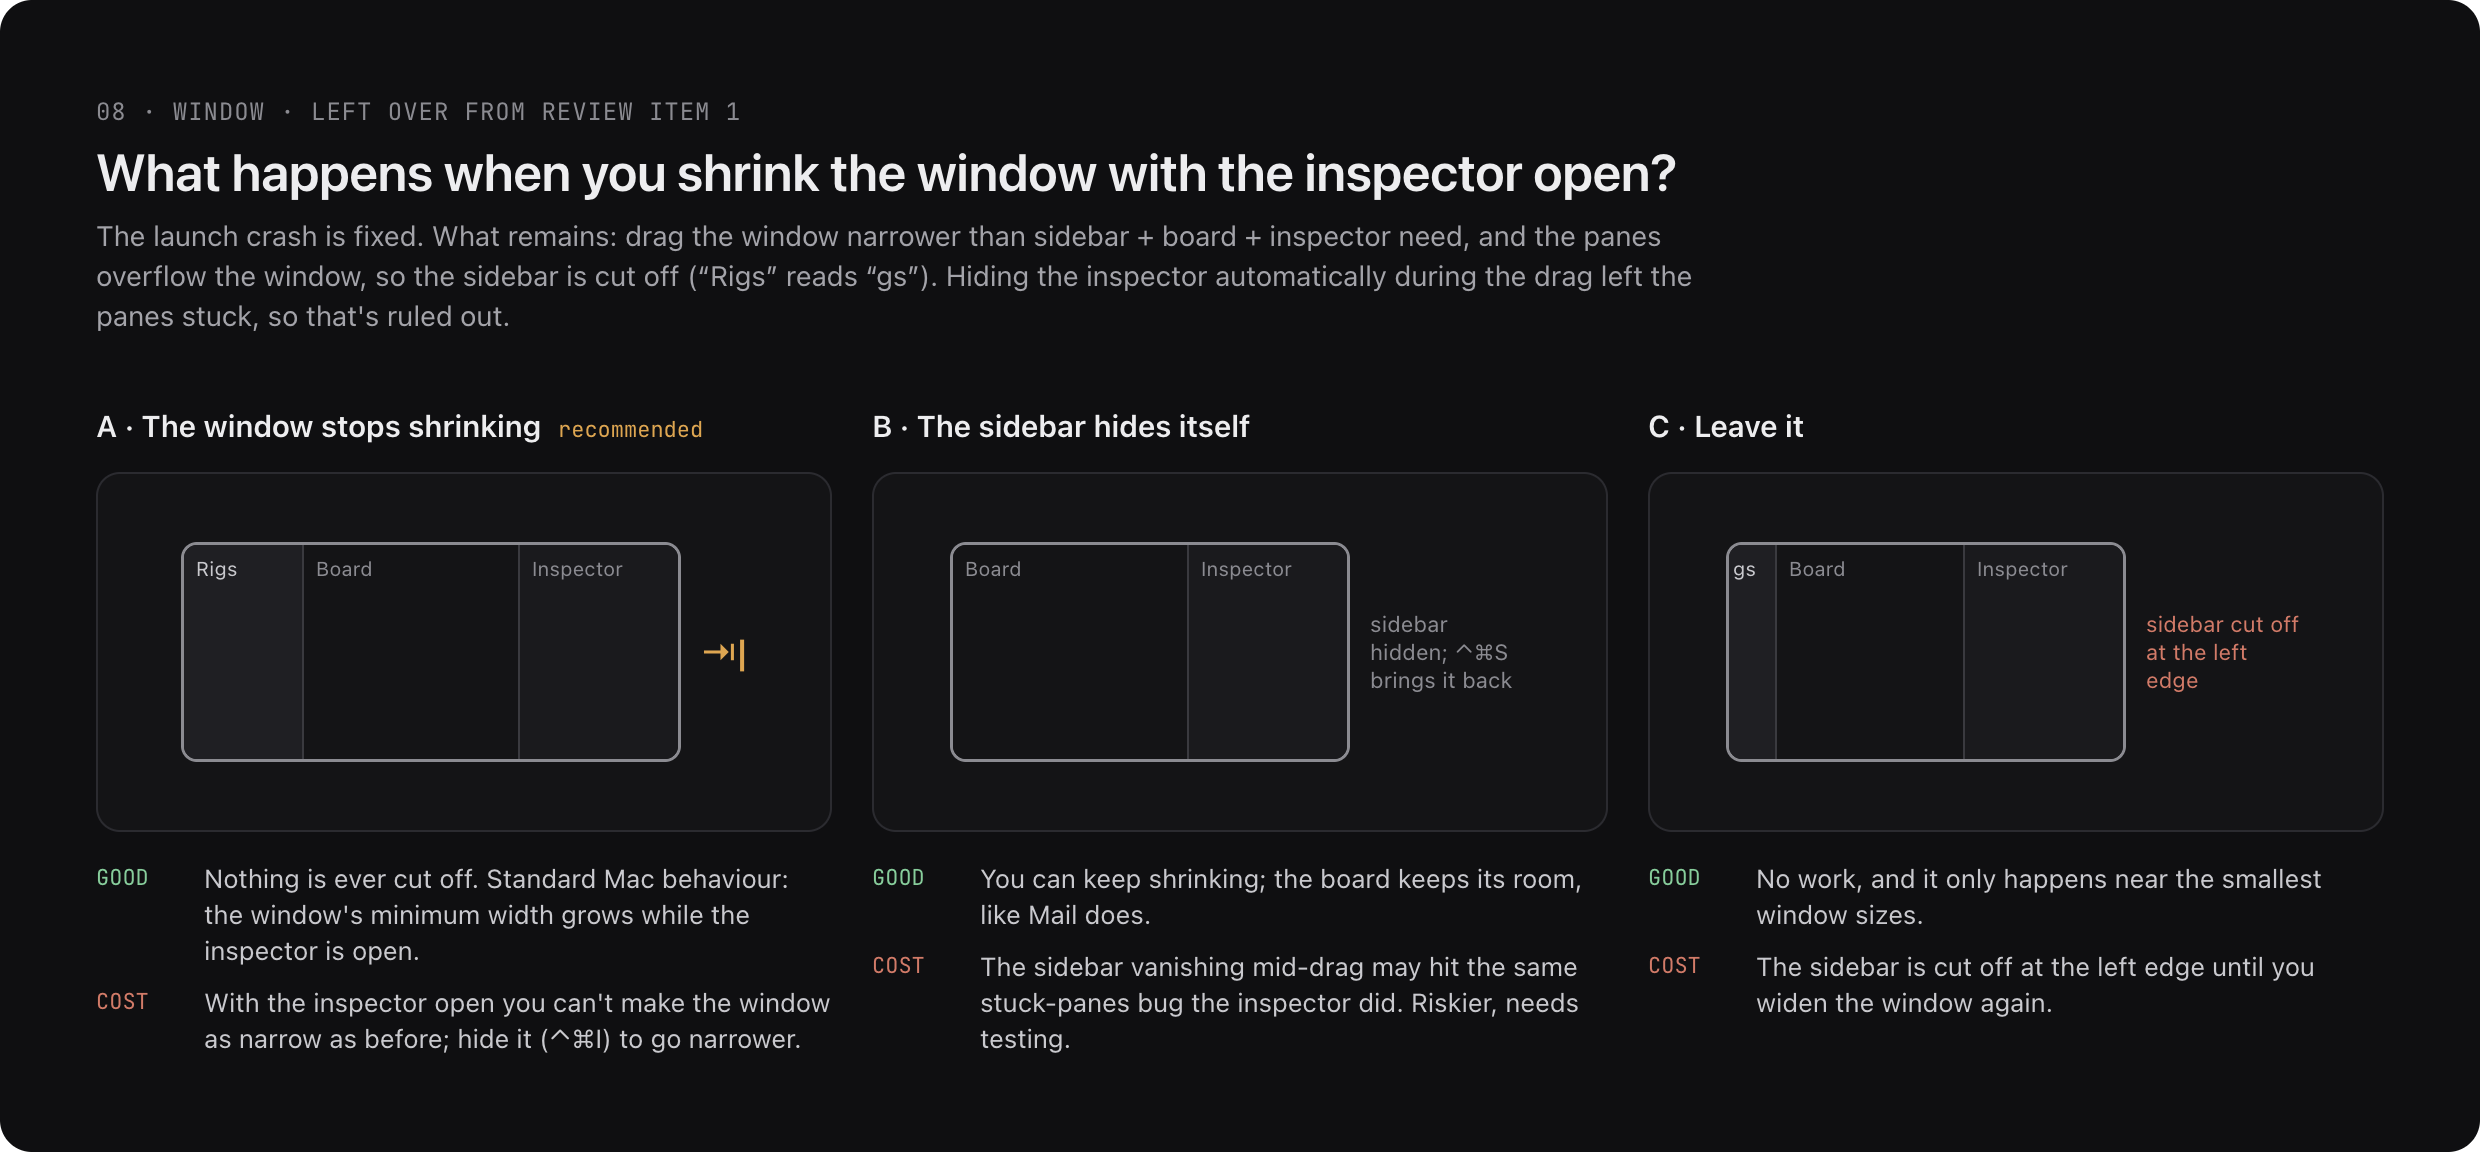 08 · WINDOW · LEFT OVER FROM REVIEW ITEM 1
What happens when you shrink the window with the inspector open?
The launch crash is fixed. What remains: drag the window narrower than sidebar + board + inspector need, and the panes
overflow the window, so the sidebar is cut off (“Rigs” reads “gs”). Hiding the inspector automatically during the drag left the
panes stuck, so that's ruled out.
A · The window stops shrinking recommended
Rigs
Board
Inspector
GOOD
Nothing is ever cut off. Standard Mac behaviour:
the window's minimum width grows while the
inspector is open.
COST
With the inspector open you can't make the window
as narrow as before; hide it (^⌘I) to go narrower.
B · The sidebar hides itself
Board
Inspector
sidebar
hidden; ^⌘S
brings it back
GOOD
You can keep shrinking; the board keeps its room,
like Mail does.
COST
The sidebar vanishing mid-drag may hit the same
stuck-panes bug the inspector did. Riskier, needs
testing.
C · Leave it
gs
Board
Inspector
sidebar cut off
at the left
edge
GOOD
No work, and it only happens near the smallest
window sizes.
COST
The sidebar is cut off at the left edge until you
widen the window again.